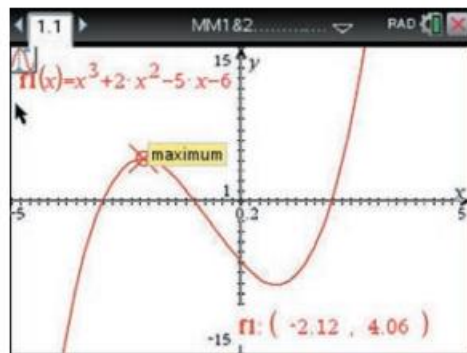 1.1 MM1&2............. RAD
15 y
f1(x)=x³+2·x²-5·x-6
maximum
1
-5 0.2 x
f1: ( -2.12 , 4.06 )
-15